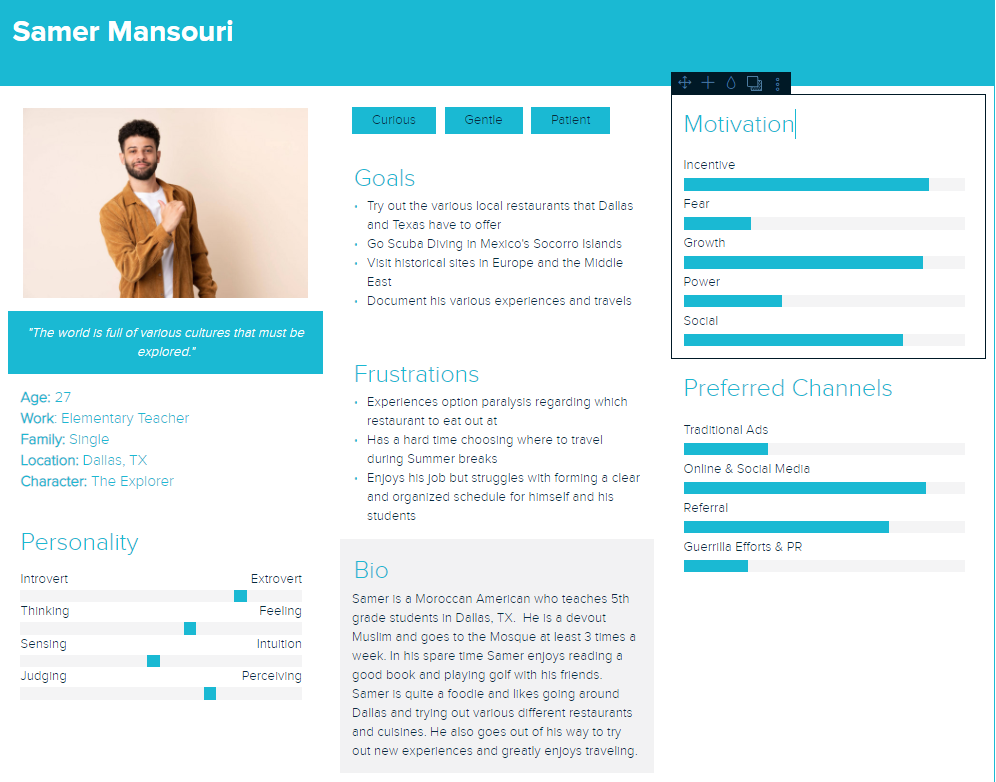 Samer Mansouri
"The world is full of various cultures that must be
explored."
Age: 27
Work: Elementary Teacher
Family: Single
Location: Dallas, TX
Character: The Explorer
Personality
Introvert Extrovert
Thinking Feeling
Sensing Intuition
Judging Perceiving
Curious Gentle Patient
Goals
• Try out the various local restaurants that Dallas
and Texas have to offer
• Go Scuba Diving in Mexico's Socorro Islands
• Visit historical sites in Europe and the Middle
East
• Document his various experiences and travels
Frustrations
• Experiences option paralysis regarding which
restaurant to eat out at
• Has a hard time choosing where to travel
during Summer breaks
• Enjoys his job but struggles with forming a clear
and organized schedule for himself and his
students
Bio
Samer is a Moroccan American who teaches 5th
grade students in Dallas, TX. He is a devout
Muslim and goes to the Mosque at least 3 times a
week. In his spare time Samer enjoys reading a
good book and playing golf with his friends.
Samer is quite a foodie and likes going around
Dallas and trying out various different restaurants
and cuisines. He also goes out of his way to try
out new experiences and greatly enjoys traveling.
Motivation
Incentive
Fear
Growth
Power
Social
Preferred Channels
Traditional Ads
Online & Social Media
Referral
Guerrilla Efforts & PR